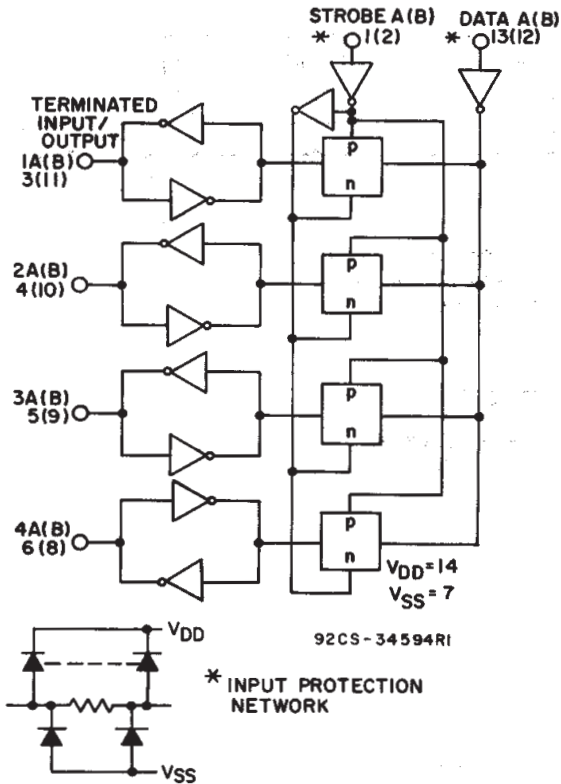 STROBE A(B)
* 1(2)
DATA A(B)
* 13(12)
TERMINATED
INPUT/
OUTPUT
1A(B)
3(11)
p
n
2A(B)
4(10)
p
n
3A(B)
5(9)
p
n
4A(B)
6(8)
p
n
VDD=14
VSS=7
92CS-34594R1
VDD
* INPUT PROTECTION
NETWORK
VSS